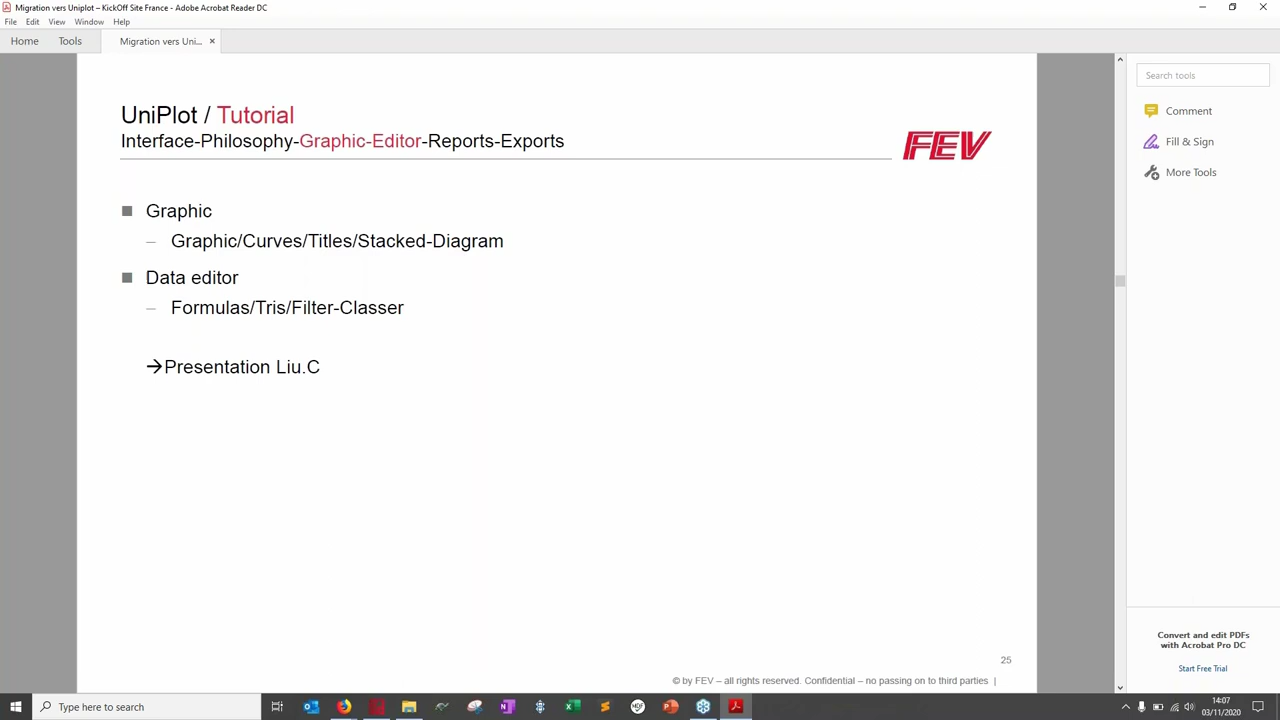 Migration vers Uniplot – KickOff Site France - Adobe Acrobat Reader DC
File Edit View Window Help
Home Tools Migration vers Uni... ×
Search tools
Comment
Fill & Sign
More Tools
UniPlot / Tutorial
Interface-Philosophy-Graphic-Editor-Reports-Exports
FEV
Graphic
– Graphic/Curves/Titles/Stacked-Diagram
Data editor
– Formulas/Tris/Filter-Classer
→Presentation Liu.C
25
© by FEV – all rights reserved. Confidential – no passing on to third parties |
Convert and edit PDFs
with Acrobat Pro DC
Start Free Trial
Type here to search
14:07
03/11/2020